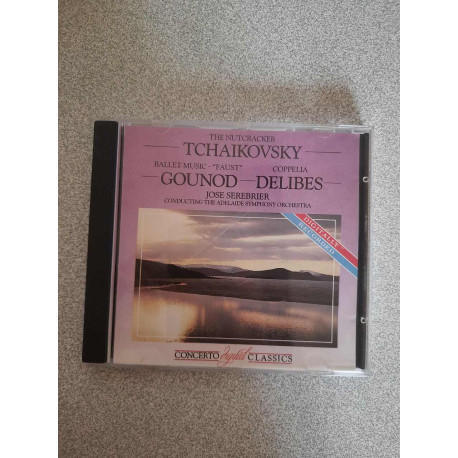 THE NUTCRACKER
TCHAIKOVSKY
BALLET MUSIC - "FAUST" COPPELIA
GOUNOD DELIBES
JOSE SEREBRIER
CONDUCTING THE ADELAIDE SYMPHONY ORCHESTRA
DIGITALLY
RECORDED
CONCERTO Digital CLASSICS